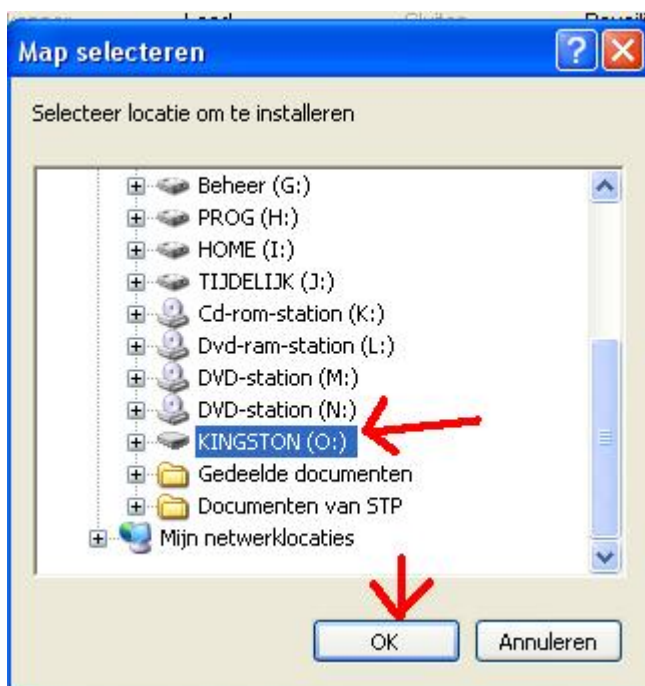 Map selecteren
Selecteer locatie om te installeren
Beheer (G:)
PROG (H:)
HOME (I:)
TIJDELIJK (J:)
Cd-rom-station (K:)
Dvd-ram-station (L:)
DVD-station (M:)
DVD-station (N:)
KINGSTON (O:)
Gedeelde documenten
Documenten van STP
Mijn netwerklocaties
OK Annuleren